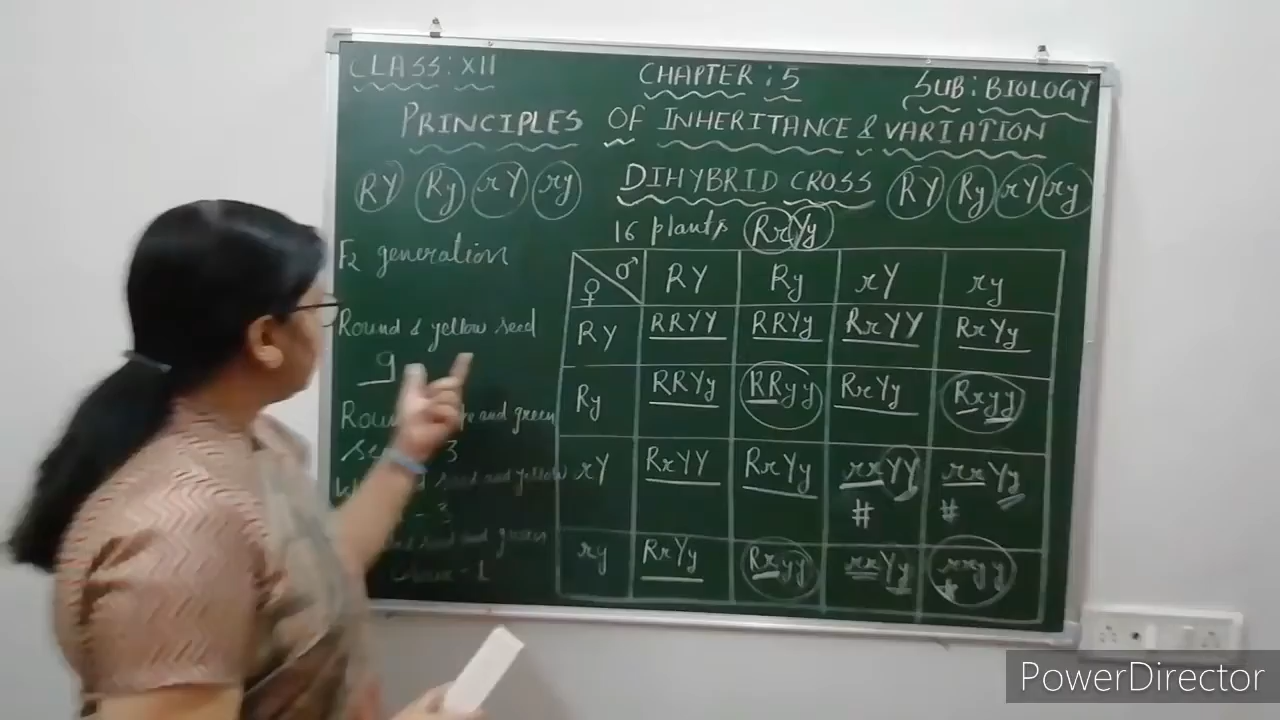 CLASS: XII CHAPTER: 5 SUB: BIOLOGY
PRINCIPLES OF INHERITANCE & VARIATION
RY Ry rY ry DIHYBRID CROSS RY Ry rY ry
16 plants RrYy
F2 generation
♀ ♂ RY Ry rY ry
Round & yellow seed
9
RY RRYY RRYy RrYY RrYy
Round and green
3
Ry RRYy RRyy RrYy Rryy
seed and yellow
- 3
rY RrYY RrYy rrYY rrYy
# #
seed and green
- 1
ry RrYy Rryy rrYy rryy
PowerDirector